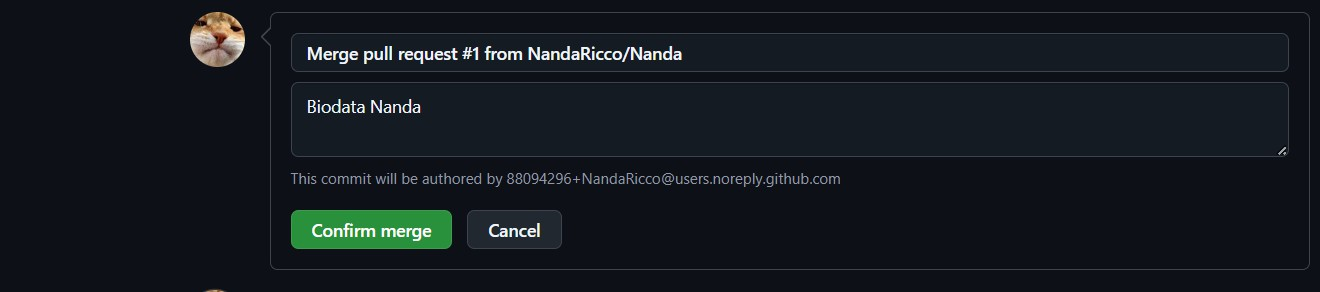 Merge pull request #1 from NandaRicco/Nanda
Biodata Nanda
This commit will be authored by 88094296+NandaRicco@users.noreply.github.com
Confirm merge
Cancel